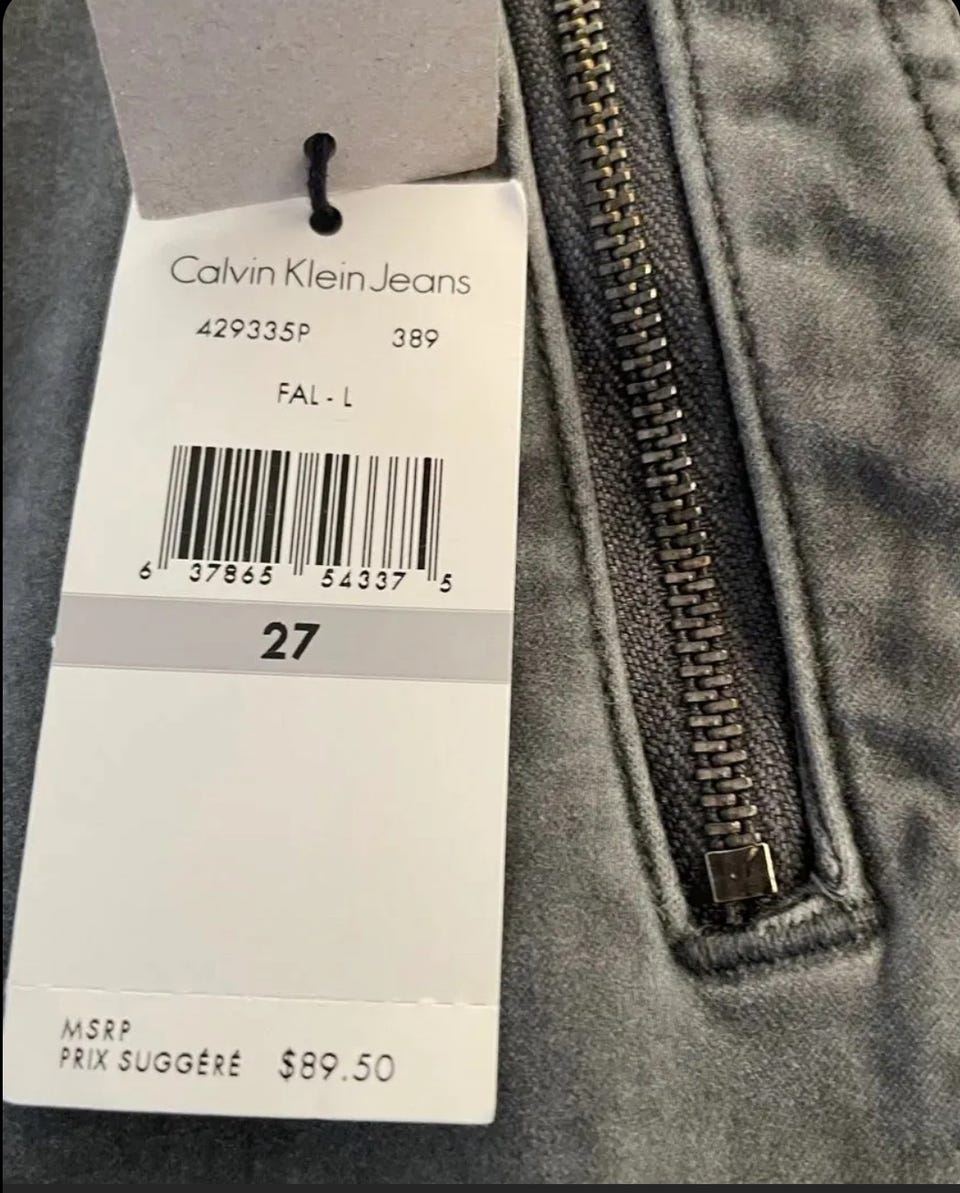 Calvin Klein Jeans
429335P 389
FAL - L
6 37865 54337 5
27
MSRP
PRIX SUGGÉRÉ $89.50